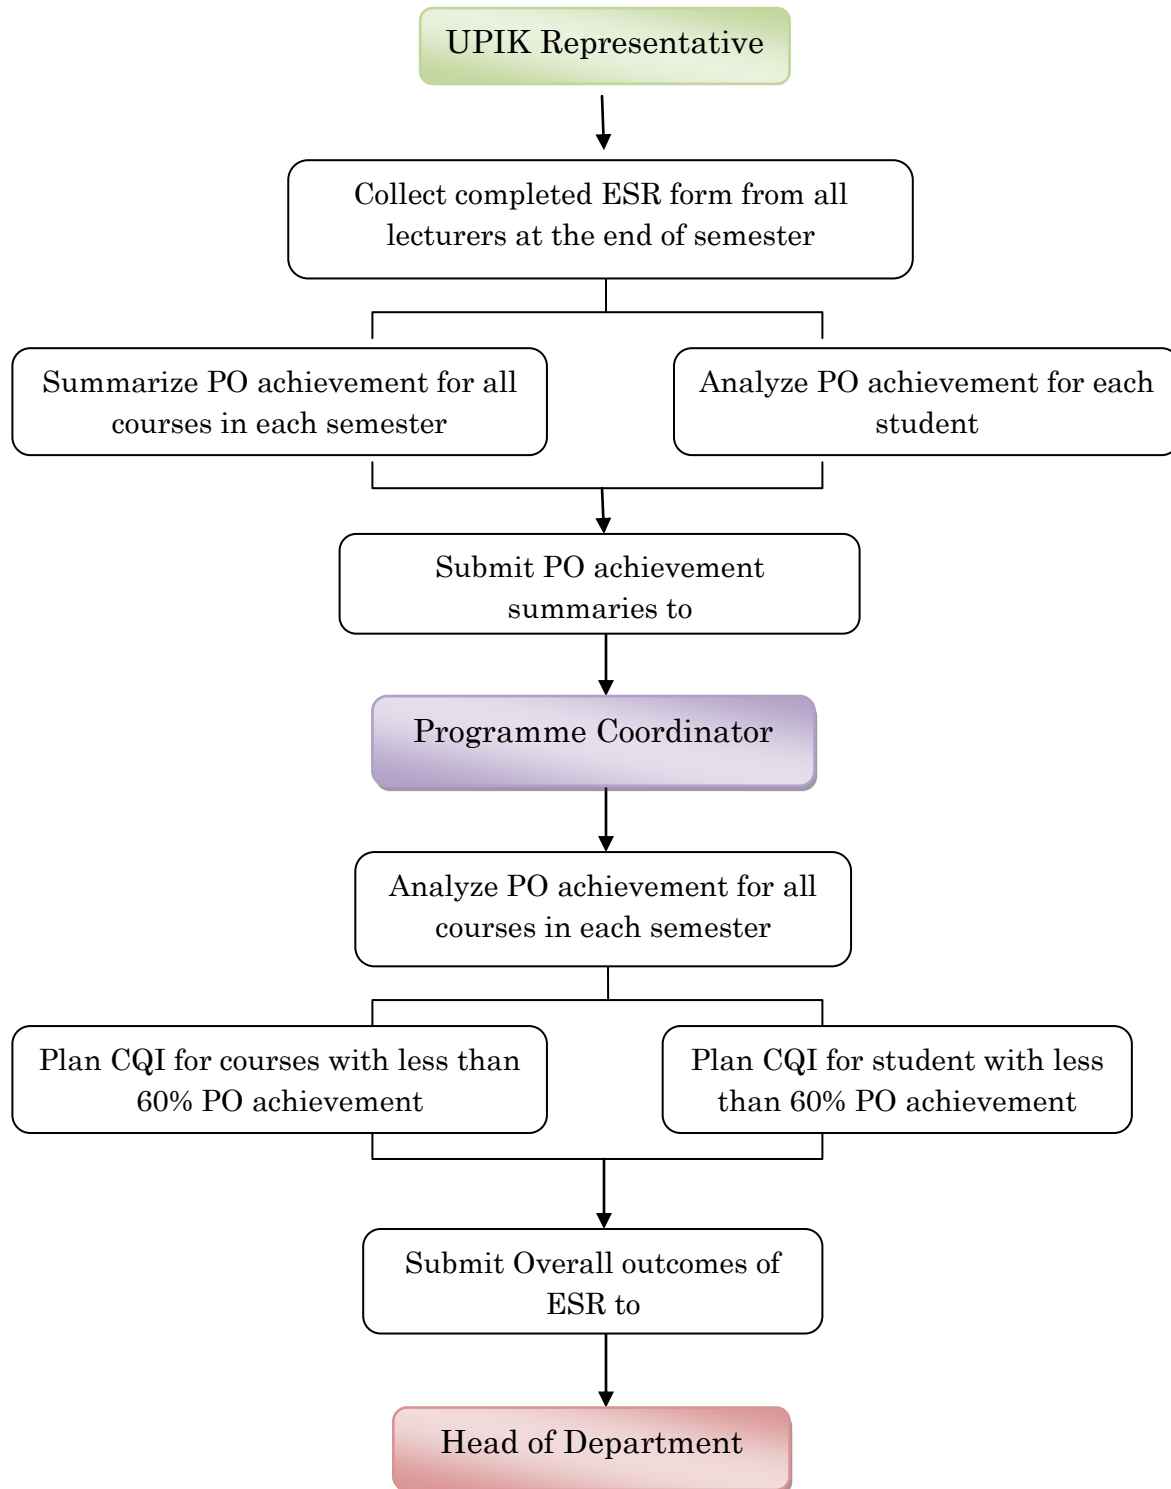 UPIK Representative
Collect completed ESR form from all
lecturers at the end of semester
Summarize PO achievement for all
courses in each semester
Analyze PO achievement for each
student
Submit PO achievement
summaries to
Programme Coordinator
Analyze PO achievement for all
courses in each semester
Plan CQI for courses with less than
60% PO achievement
Plan CQI for student with less
than 60% PO achievement
Submit Overall outcomes of
ESR to
Head of Department